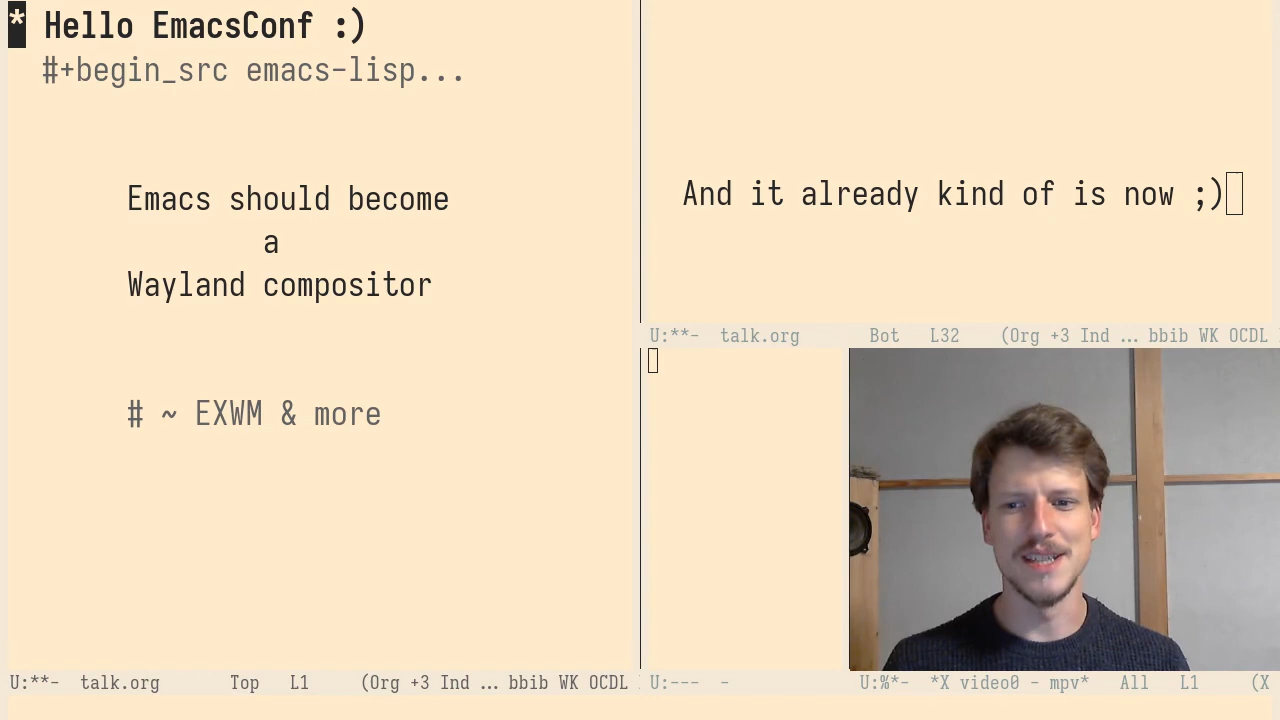 * Hello EmacsConf :)
#+begin_src emacs-lisp...
Emacs should become
a
Wayland compositor
# ~ EXWM & more
U:**- talk.org Top L1 (Org +3 Ind ... bbib WK OCDL
And it already kind of is now ;)
U:**- talk.org Bot L32 (Org +3 Ind ... bbib WK OCDL
U:--- -
U:%*- *X video0 - mpv* All L1 (X